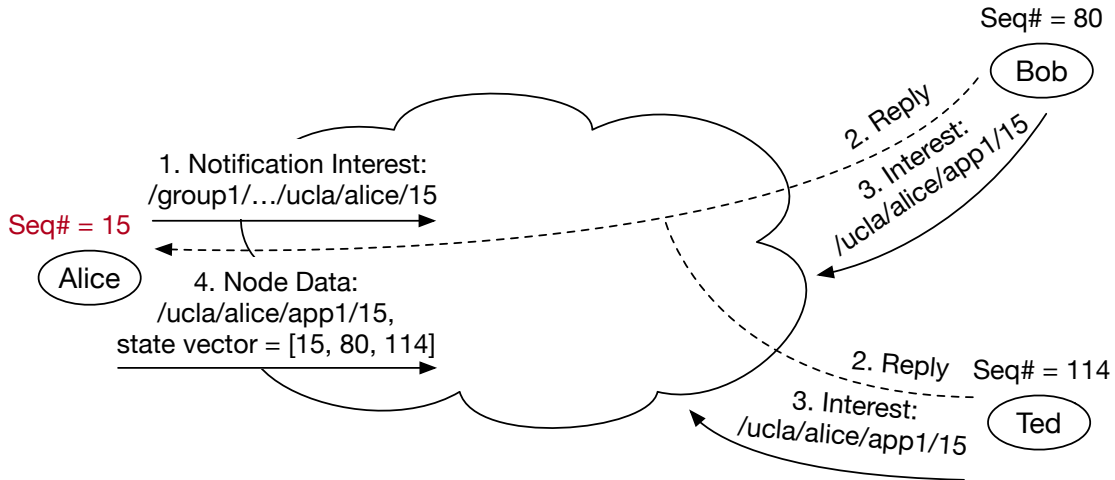 Seq# = 80
Bob
2. Reply
3. Interest:
/ucla/alice/app1/15
1. Notification Interest:
/group1/…/ucla/alice/15
Seq# = 15
Alice
4. Node Data:
/ucla/alice/app1/15,
state vector = [15, 80, 114]
2. Reply
Seq# = 114
3. Interest:
/ucla/alice/app1/15
Ted